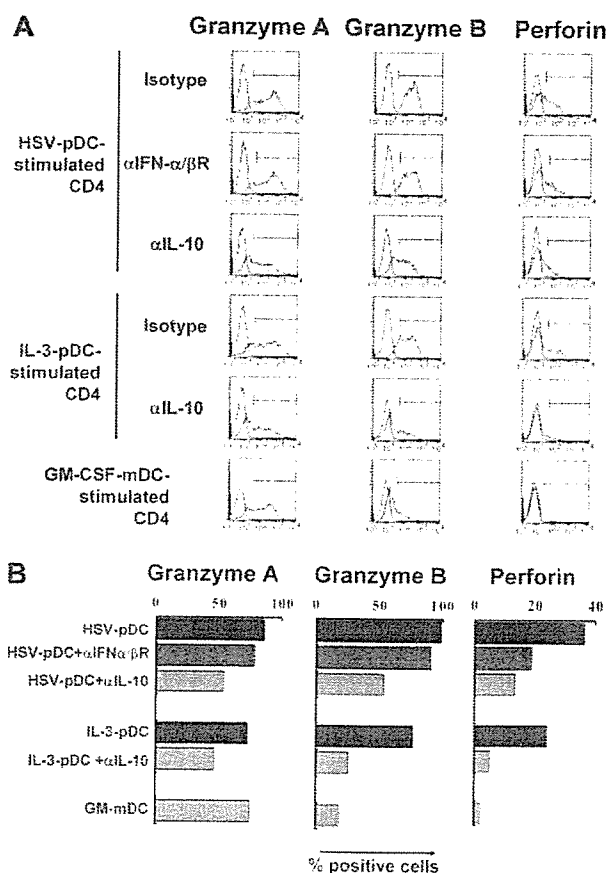 A
Granzyme A Granzyme B Perforin
Isotype
HSV-pDC-
stimulated
CD4
αIFN-α/βR
αIL-10
Isotype
IL-3-pDC-
stimulated
CD4
αIL-10
GM-CSF-mDC-
stimulated
CD4
B
Granzyme A Granzyme B Perforin
0 50 100 0 50 100 0 20 40
HSV-pDC
HSV-pDC+αIFNα/βR
HSV-pDC+αIL-10
IL-3-pDC
IL-3-pDC +αIL-10
GM-mDC
% positive cells